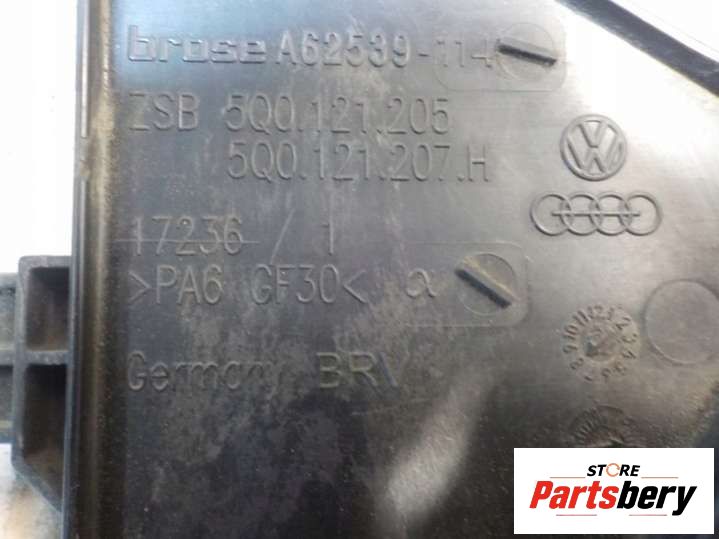 brose A62539-114
ZSB 5Q0.121.205
5Q0.121.207.H
17236 / 1
>PA6 GF30< α
Germany BRV
STORE
Partsbery